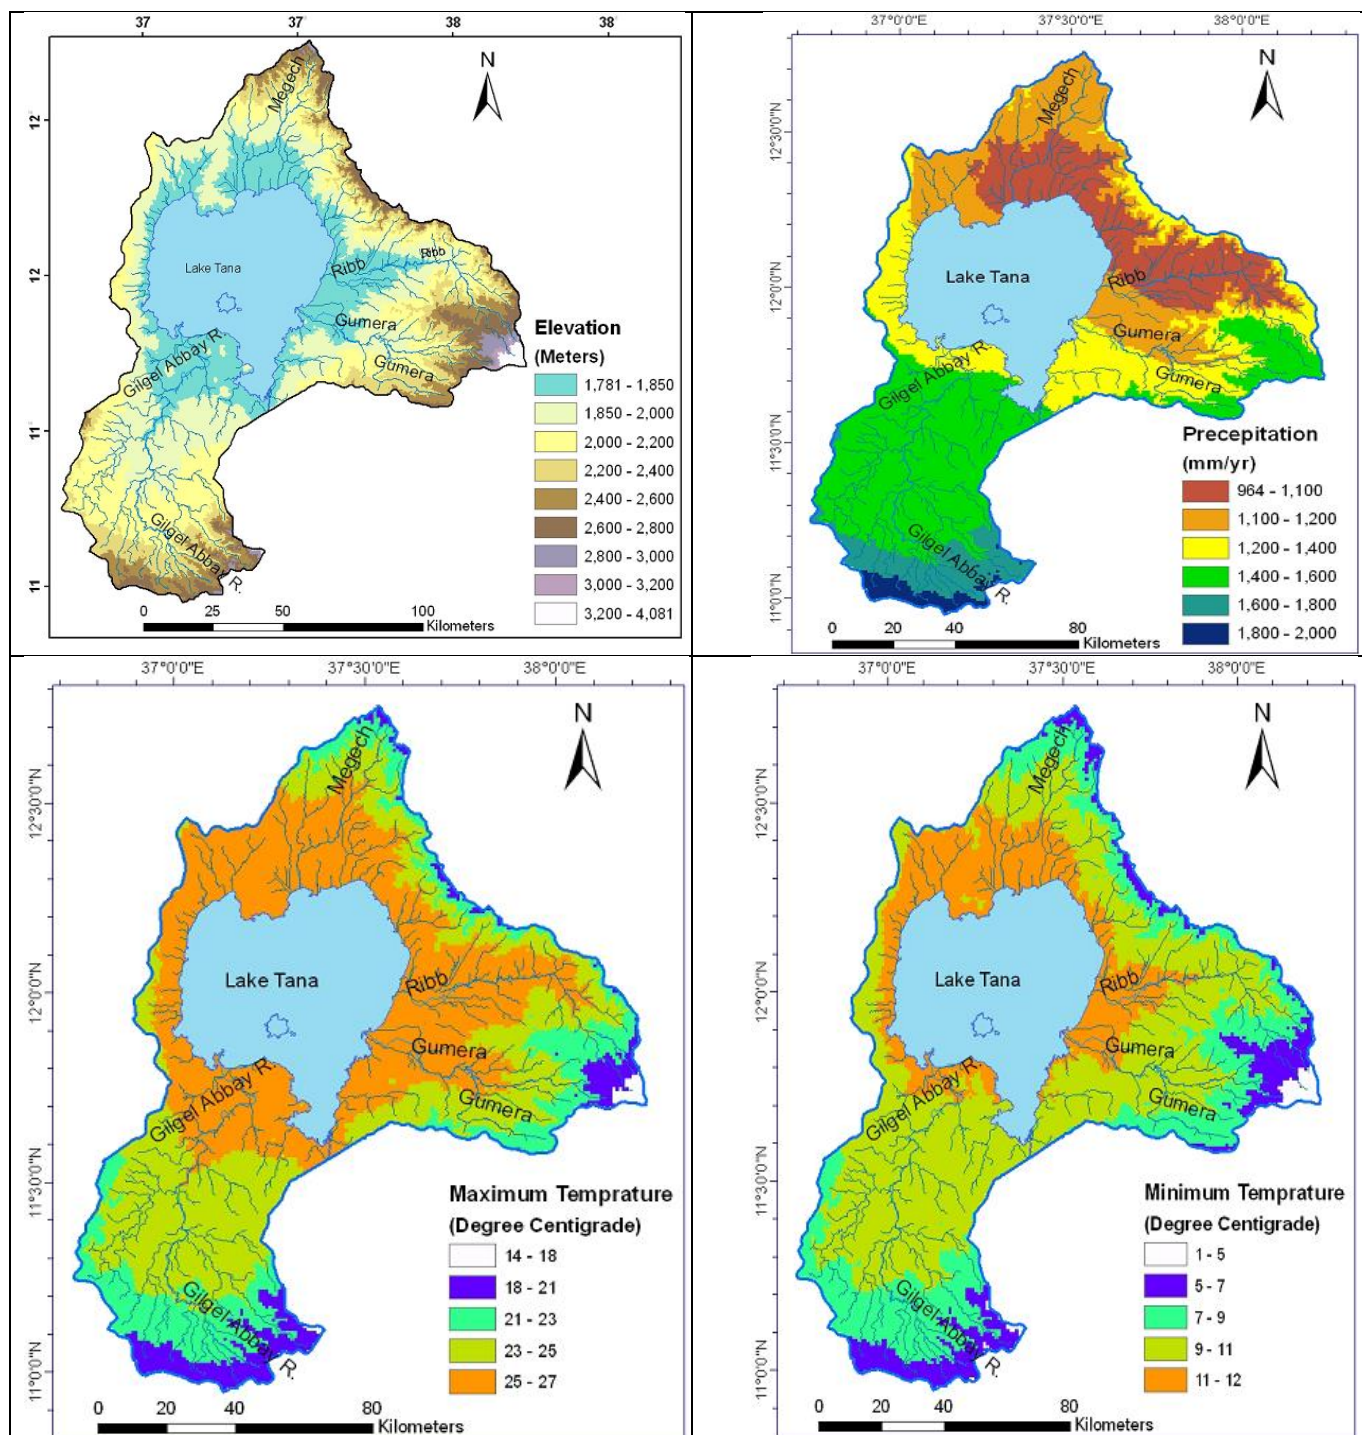 37 37 38 38
N
Megech
12
Ribb
Ribb
Lake Tana
12
Gumera
Gumera
Gilgel Abbay R.
Elevation
(Meters)
1,781 - 1,850
1,850 - 2,000
2,000 - 2,200
2,200 - 2,400
2,400 - 2,600
2,600 - 2,800
2,800 - 3,000
3,000 - 3,200
3,200 - 4,081
11
Gilgel Abbay R.
11
0 25 50 100
Kilometers
37°0'0"E 37°30'0"E 38°0'0"E
N
Megech
12°30'0"N
Lake Tana
Ribb
12°0'0"N
Gumera
Gumera
Gilgel Abbay R.
11°30'0"N
Precepitation
(mm/yr)
964 - 1,100
1,100 - 1,200
1,200 - 1,400
1,400 - 1,600
1,600 - 1,800
1,800 - 2,000
Gilgel Abbay R.
11°0'0"N
0 20 40 80
Kilometers
37°0'0"E 37°30'0"E 38°0'0"E
N
Megech
12°30'0"N
Lake Tana
Ribb
12°0'0"N
Gumera
Gumera
Gilgel Abbay R.
11°30'0"N
Maximum Temprature
(Degree Centigrade)
14 - 18
18 - 21
21 - 23
23 - 25
25 - 27
Gilgel Abbay R.
11°0'0"N
0 20 40 80
Kilometers
37°0'0"E 37°30'0"E 38°0'0"E
N
Megech
12°30'0"N
Lake Tana
Ribb
12°0'0"N
Gumera
Gumera
Gilgel Abbay R.
11°30'0"N
Minimum Temprature
(Degree Centigrade)
1 - 5
5 - 7
7 - 9
9 - 11
11 - 12
Gilgel Abbay R.
11°0'0"N
0 20 40 80
Kilometers